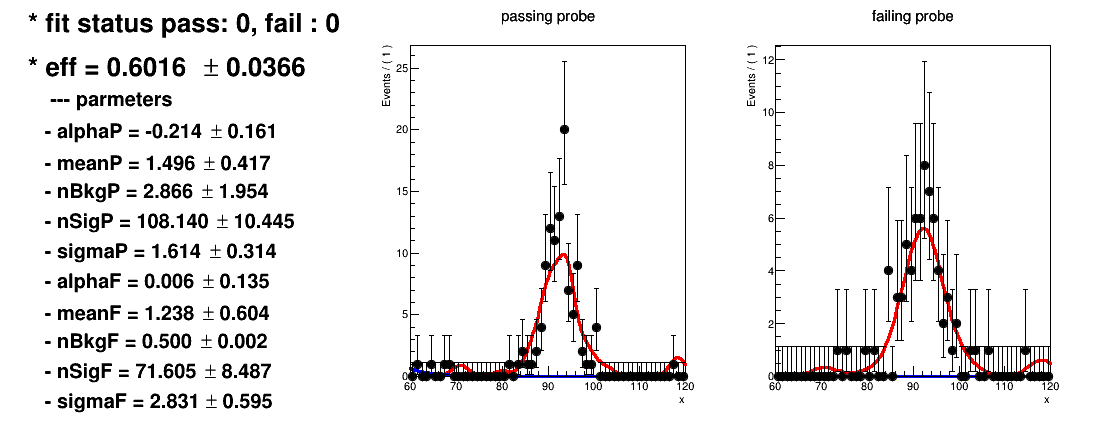 * fit status pass: 0, fail : 0
* eff = 0.6016 ± 0.0366
--- parmeters
- alphaP = -0.214 ± 0.161
- meanP = 1.496 ± 0.417
- nBkgP = 2.866 ± 1.954
- nSigP = 108.140 ± 10.445
- sigmaP = 1.614 ± 0.314
- alphaF = 0.006 ± 0.135
- meanF = 1.238 ± 0.604
- nBkgF = 0.500 ± 0.002
- nSigF = 71.605 ± 8.487
- sigmaF = 2.831 ± 0.595
passing probe
Events / ( 1 )
25
20
15
10
5
0
60 70 80 90 100 110 120
x
failing probe
Events / ( 1 )
12
10
8
6
4
2
0
60 70 80 90 100 110 120
x